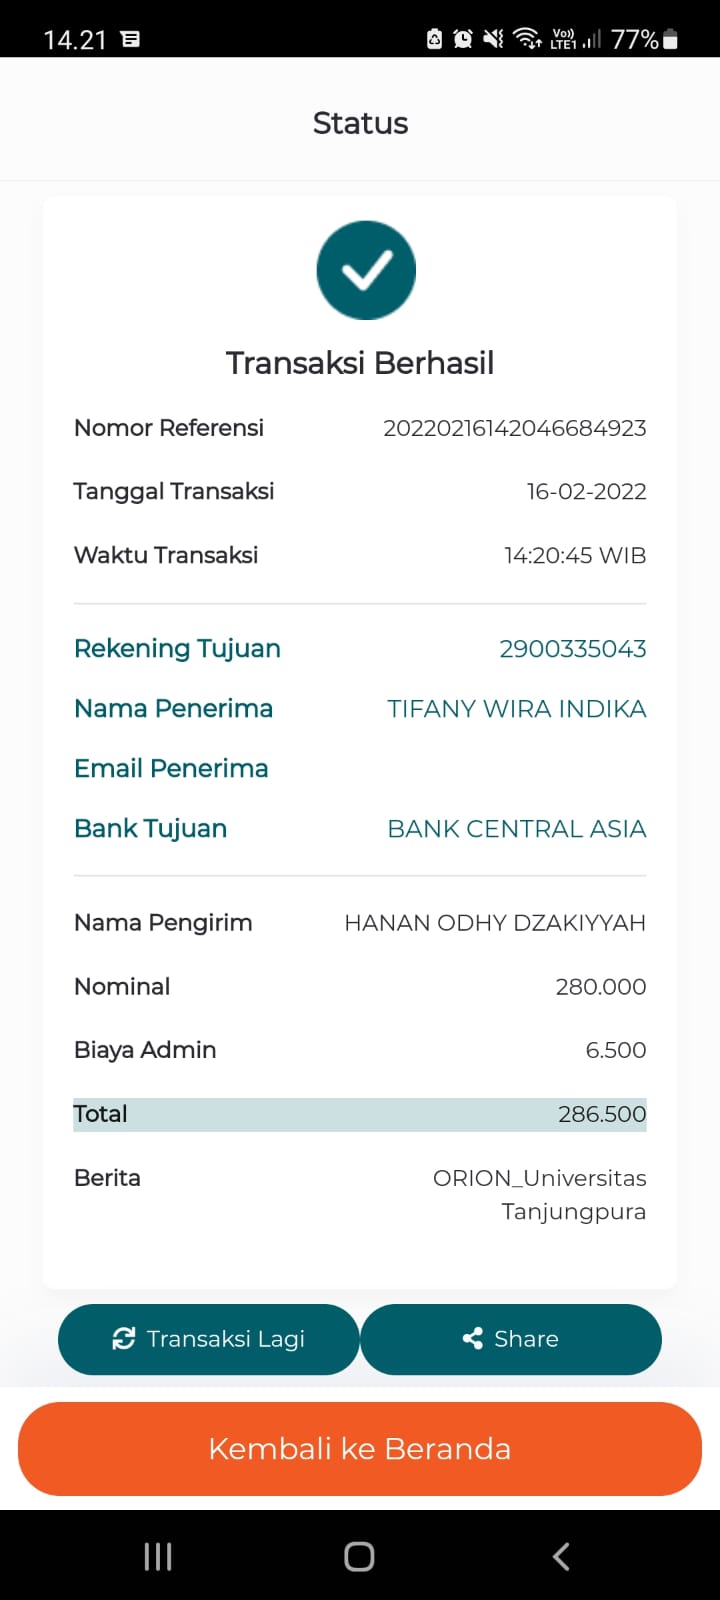 14.21
Vo))
LTE1
77%
Status
Transaksi Berhasil
Nomor Referensi 20220216142046684923
Tanggal Transaksi 16-02-2022
Waktu Transaksi 14:20:45 WIB
Rekening Tujuan 2900335043
Nama Penerima TIFANY WIRA INDIKA
Email Penerima
Bank Tujuan BANK CENTRAL ASIA
Nama Pengirim HANAN ODHY DZAKIYYAH
Nominal 280.000
Biaya Admin 6.500
Total 286.500
Berita ORION_Universitas
Tanjungpura
Transaksi Lagi Share
Kembali ke Beranda